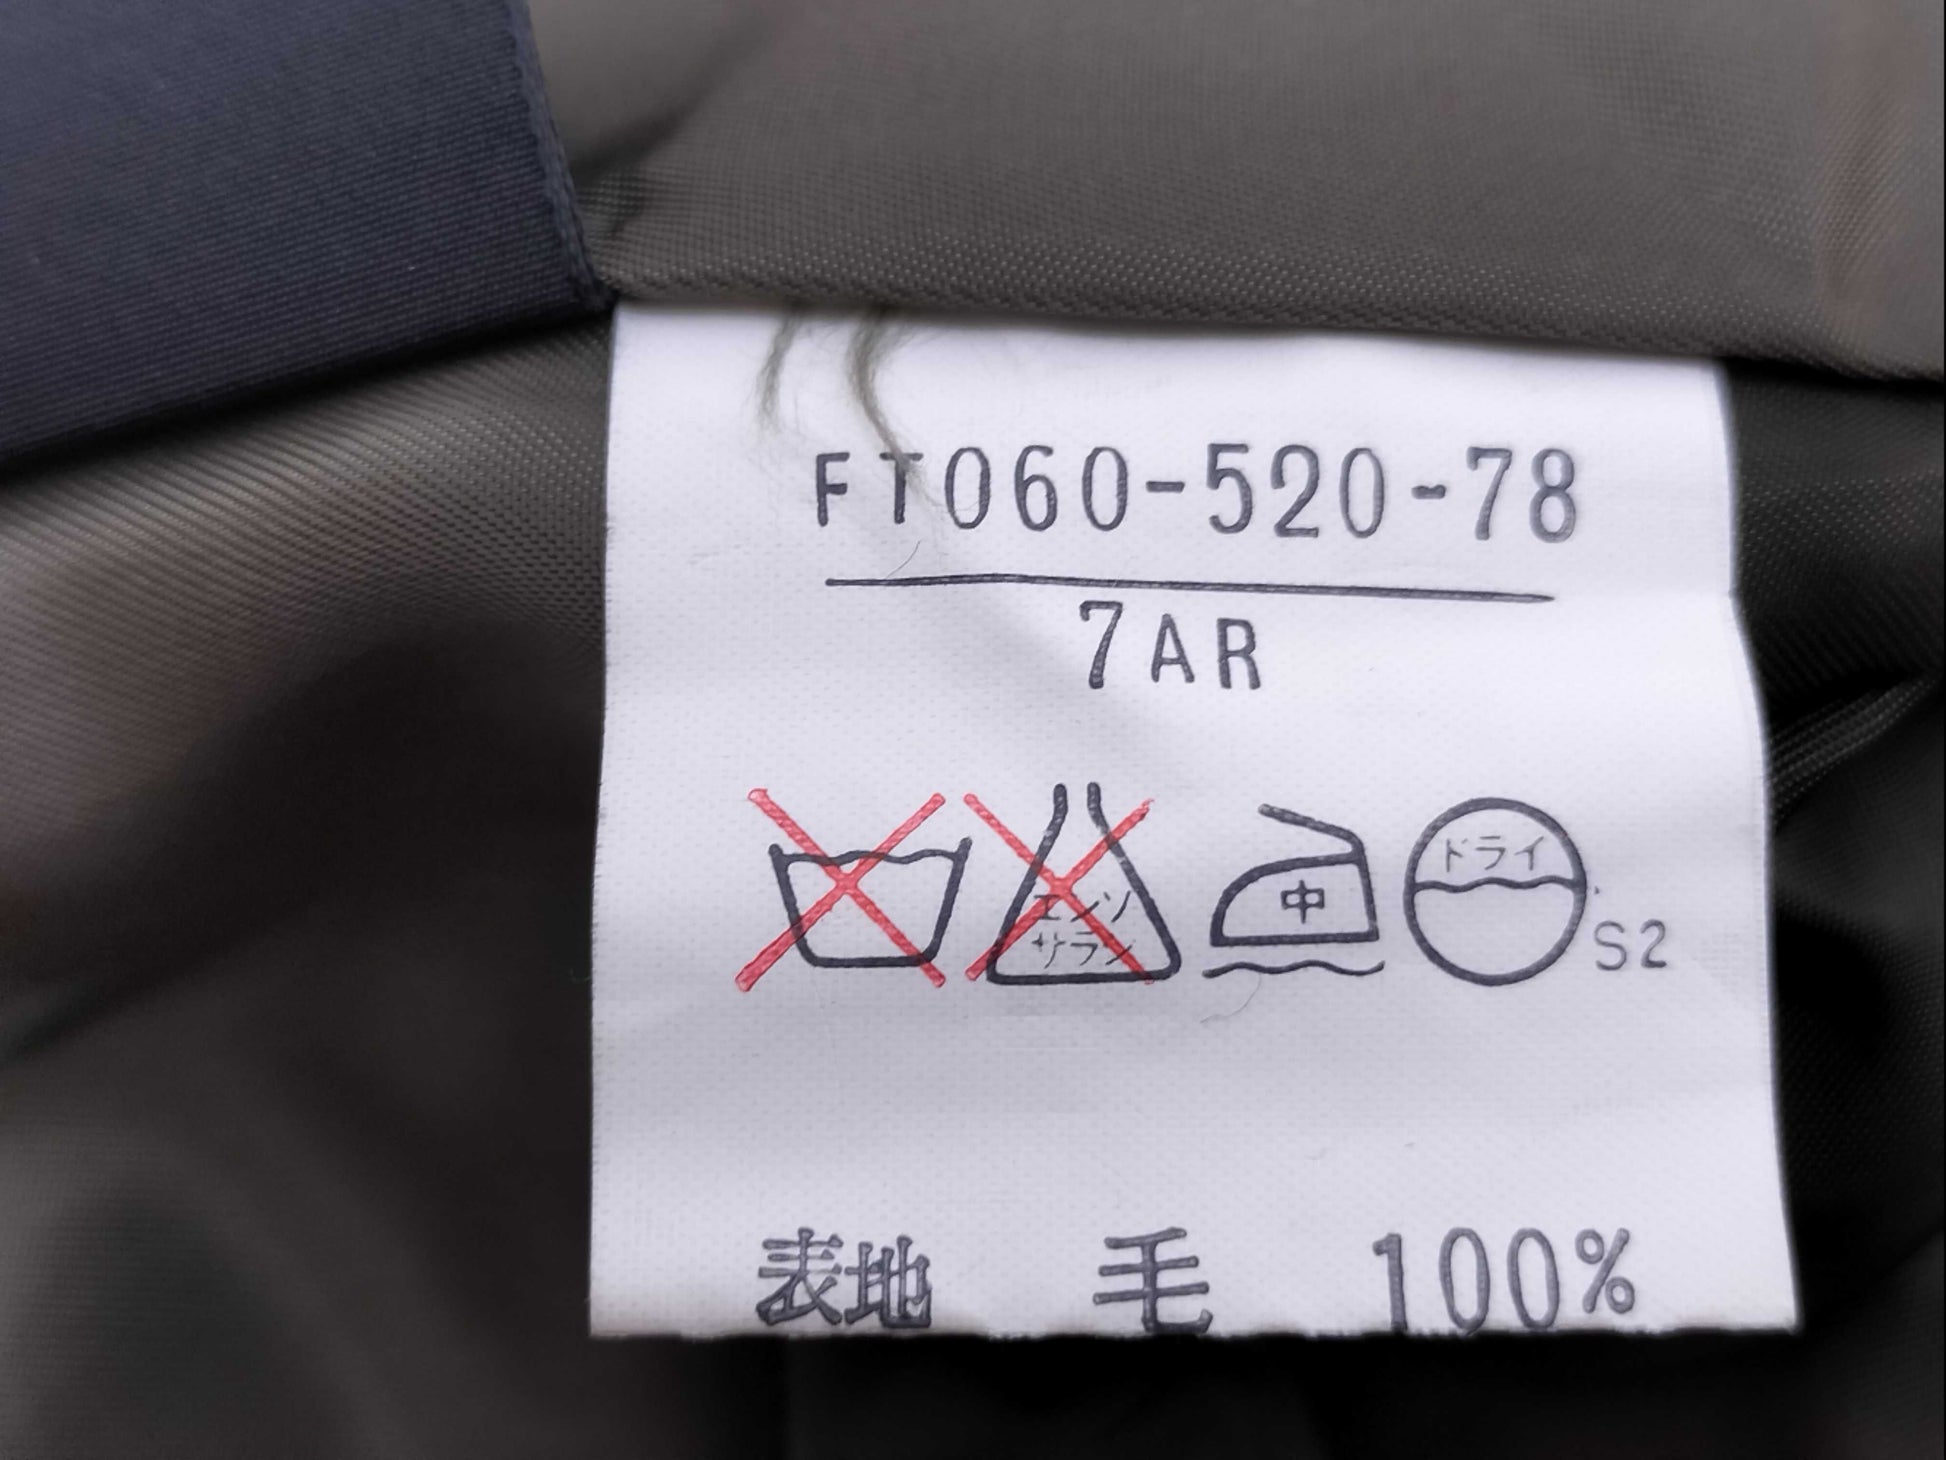 FT060-520-78
7AR
エンソ
サラシ
中
ドライ
S2
表地 毛 100%